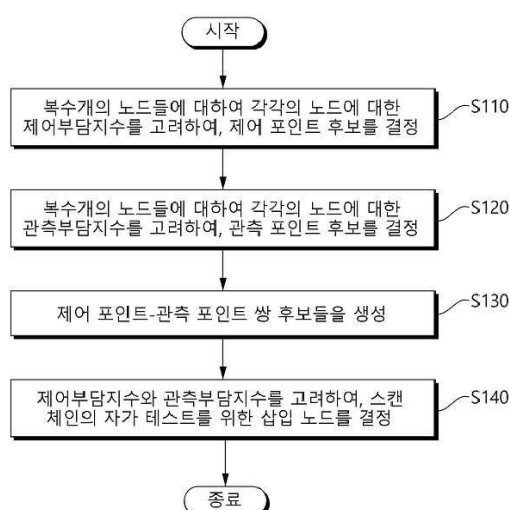 시작
복수개의 노드들에 대하여 각각의 노드에 대한
제어부담지수를 고려하여, 제어 포인트 후보를 결정
S110
복수개의 노드들에 대하여 각각의 노드에 대한
관측부담지수를 고려하여, 관측 포인트 후보를 결정
S120
제어 포인트-관측 포인트 쌍 후보들을 생성
S130
제어부담지수와 관측부담지수를 고려하여, 스캔
체인의 자가 테스트를 위한 삽입 노드를 결정
S140
종료